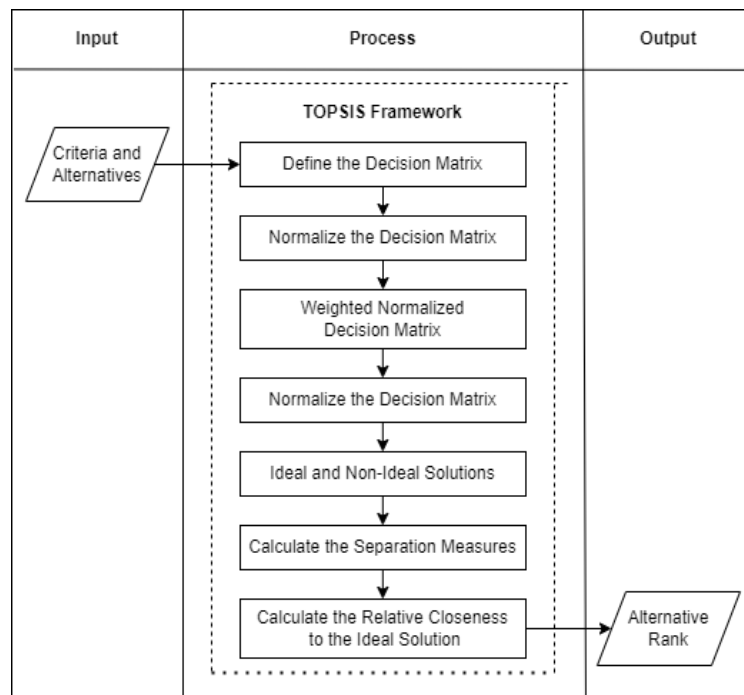 Input
Process
Output
TOPSIS Framework
Criteria and
Alternatives
Define the Decision Matrix
Normalize the Decision Matrix
Weighted Normalized
Decision Matrix
Normalize the Decision Matrix
Ideal and Non-Ideal Solutions
Calculate the Separation Measures
Calculate the Relative Closeness
to the Ideal Solution
Alternative
Rank